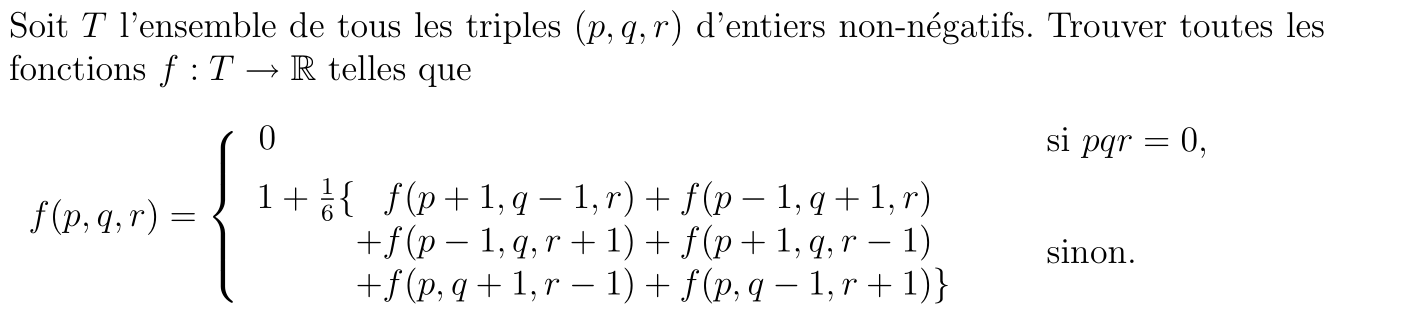 Soit T l'ensemble de tous les triples (p, q, r) d'entiers non-négatifs. Trouver toutes les
fonctions f : T → ℝ telles que
f(p, q, r) = { 0 si pqr = 0,
1 + 1/6{ f(p + 1, q − 1, r) + f(p − 1, q + 1, r)
+f(p − 1, q, r + 1) + f(p + 1, q, r − 1) sinon.
+f(p, q + 1, r − 1) + f(p, q − 1, r + 1)}